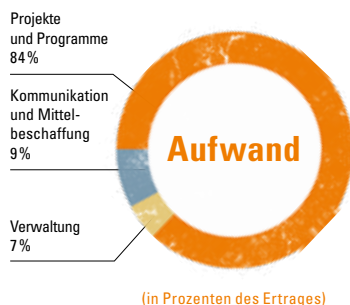 Projekte
und Programme
84 %
Kommunikation
und Mittel-
beschaffung
9 %
Verwaltung
7 %
Aufwand
(in Prozenten des Ertrages)